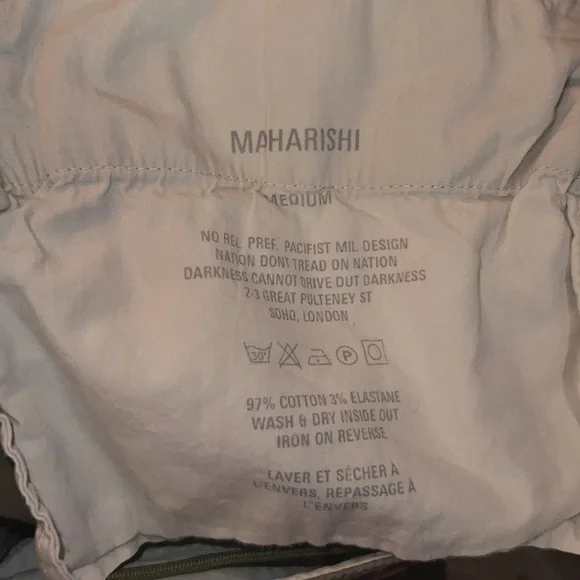 MAHARISHI
MEDIUM
NO REL. PREF. PACIFIST MIL. DESIGN
NATION DONT TREAD ON NATION
DARKNESS CANNOT DRIVE OUT DARKNESS
2-3 GREAT PULTENEY ST
SOHO, LONDON
30° P
97% COTTON 3% ELASTANE
WASH & DRY INSIDE OUT
IRON ON REVERSE
LAVER ET SÉCHER À
L'ENVERS, REPASSAGE À
L'ENVERS